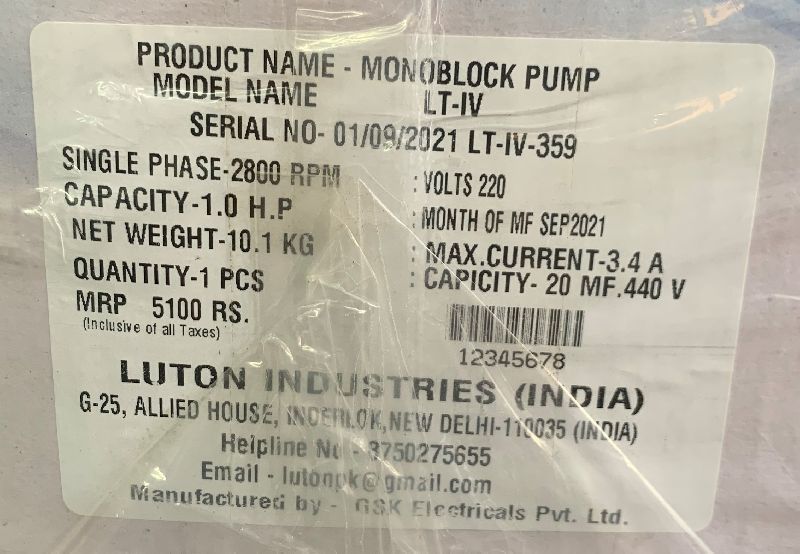 PRODUCT NAME - MONOBLOCK PUMP
MODEL NAME LT-IV
SERIAL NO- 01/09/2021 LT-IV-359
SINGLE PHASE-2800 RPM : VOLTS 220
CAPACITY-1.0 H.P : MONTH OF MF SEP2021
NET WEIGHT-10.1 KG : MAX.CURRENT-3.4 A
QUANTITY-1 PCS : CAPICITY- 20 MF.440 V
MRP 5100 RS.
(Inclusive of all Taxes)
12345678
LUTON INDUSTRIES (INDIA)
G-25, ALLIED HOUSE, INDERLOK,NEW DELHI-110035 (INDIA)
Helpline No - 8750275655
Email - lutonpk@gmail.com
Manufactured by - GSK Electricals Pvt. Ltd.